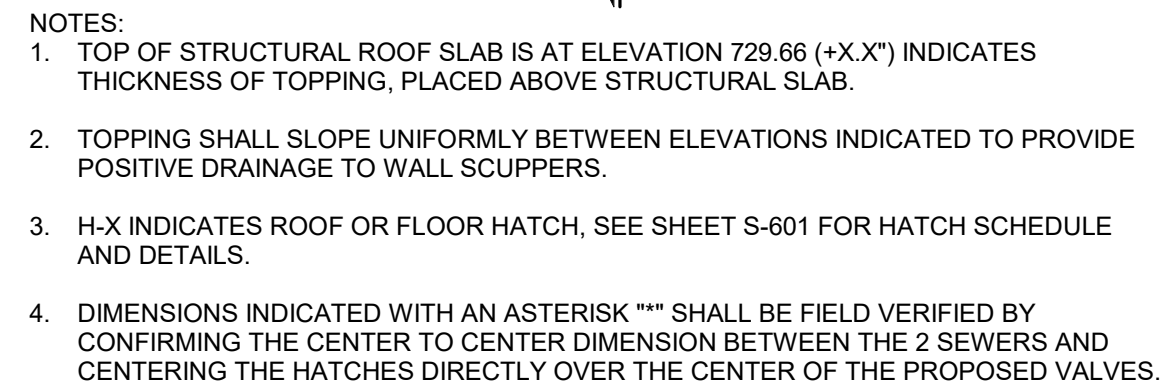 NOTES:
1. TOP OF STRUCTURAL ROOF SLAB IS AT ELEVATION 729.66 (+X.X") INDICATES
THICKNESS OF TOPPING, PLACED ABOVE STRUCTURAL SLAB.
2. TOPPING SHALL SLOPE UNIFORMLY BETWEEN ELEVATIONS INDICATED TO PROVIDE
POSITIVE DRAINAGE TO WALL SCUPPERS.
3. H-X INDICATES ROOF OR FLOOR HATCH, SEE SHEET S-601 FOR HATCH SCHEDULE
AND DETAILS.
4. DIMENSIONS INDICATED WITH AN ASTERISK "*" SHALL BE FIELD VERIFIED BY
CONFIRMING THE CENTER TO CENTER DIMENSION BETWEEN THE 2 SEWERS AND
CENTERING THE HATCHES DIRECTLY OVER THE CENTER OF THE PROPOSED VALVES.